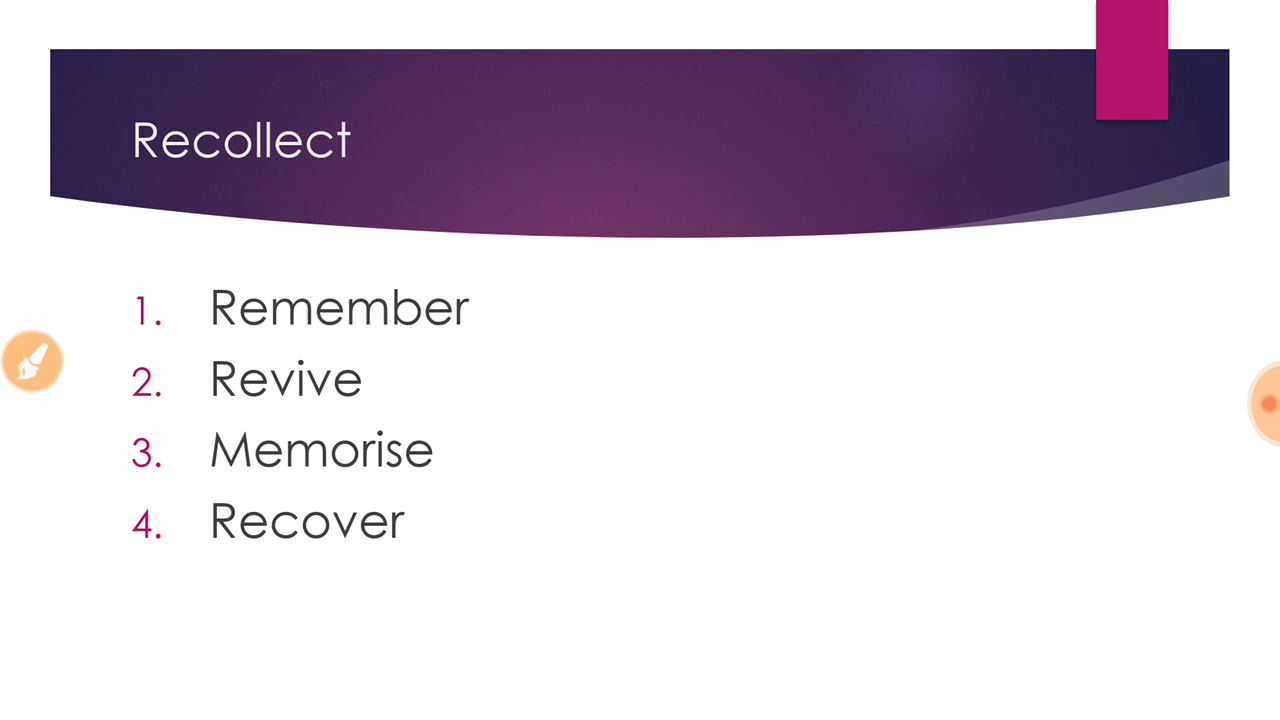 Recollect
1. Remember
2. Revive
3. Memorise
4. Recover